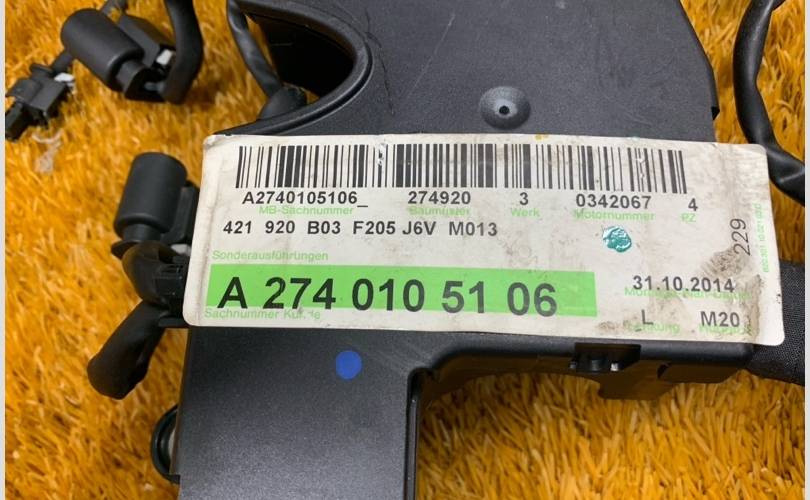 A2740105106_ 274920 3 0342067 4
MB-Sachnummer Baumuster Werk Motornummer PZ
421 920 B03 F205 J6V M013
229
Sonderausführungen
A 274 010 51 06 31.10.2014
Sachnummer Kunde
L M20